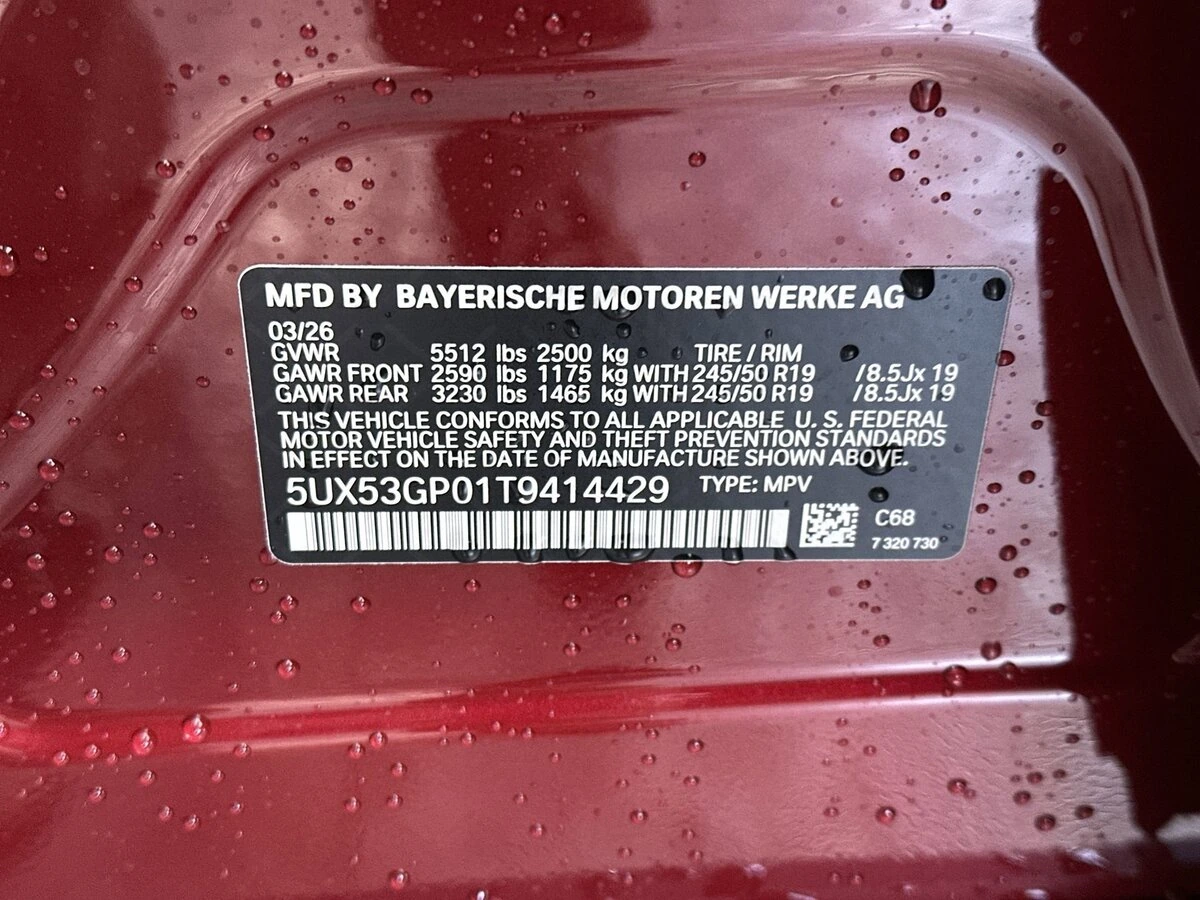 MFD BY BAYERISCHE MOTOREN WERKE AG
03/26
GVWR 5512 lbs 2500 kg TIRE / RIM
GAWR FRONT 2590 lbs 1175 kg WITH 245/50 R19 /8.5Jx 19
GAWR REAR 3230 lbs 1465 kg WITH 245/50 R19 /8.5Jx 19
THIS VEHICLE CONFORMS TO ALL APPLICABLE U. S. FEDERAL
MOTOR VEHICLE SAFETY AND THEFT PREVENTION STANDARDS
IN EFFECT ON THE DATE OF MANUFACTURE SHOWN ABOVE.
5UX53GP01T9414429 TYPE: MPV
C68
7 320 730